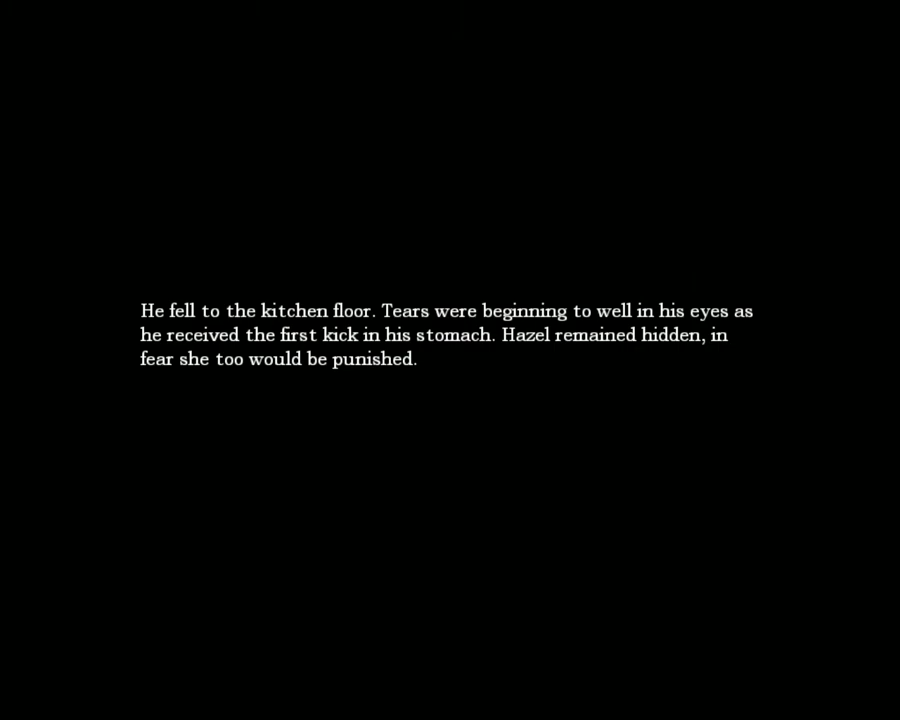 He fell to the kitchen floor. Tears were beginning to well in his eyes as
he received the first kick in his stomach. Hazel remained hidden, in
fear she too would be punished.